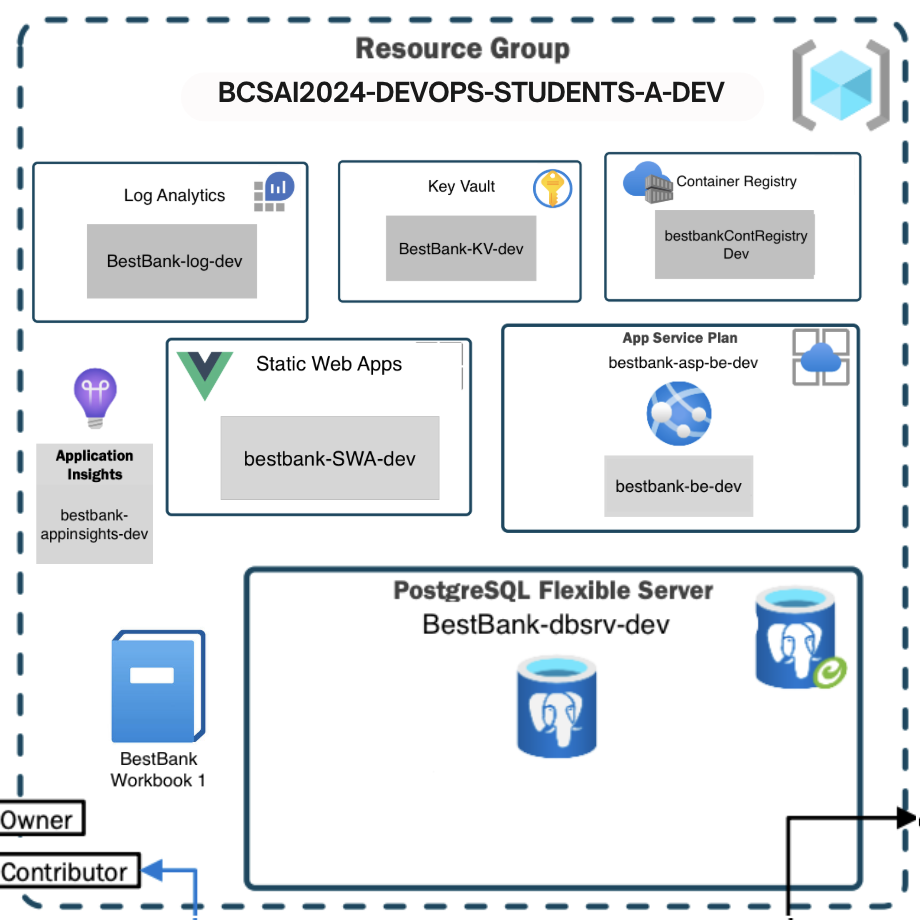 Resource Group
BCSAI2024-DEVOPS-STUDENTS-A-DEV
Log Analytics
BestBank-log-dev
Key Vault
BestBank-KV-dev
Container Registry
bestbankContRegistry
Dev
Application
Insights
bestbank-
appinsights-dev
Static Web Apps
bestbank-SWA-dev
App Service Plan
bestbank-asp-be-dev
bestbank-be-dev
PostgreSQL Flexible Server
BestBank-dbsrv-dev
BestBank
Workbook 1
Owner
Contributor